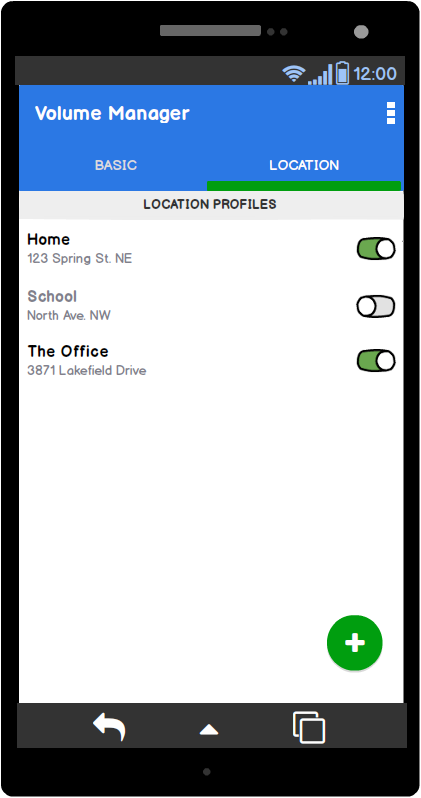 12:00
Volume Manager
BASIC LOCATION
LOCATION PROFILES
Home
123 Spring St. NE
School
North Ave. NW
The Office
3871 Lakefield Drive